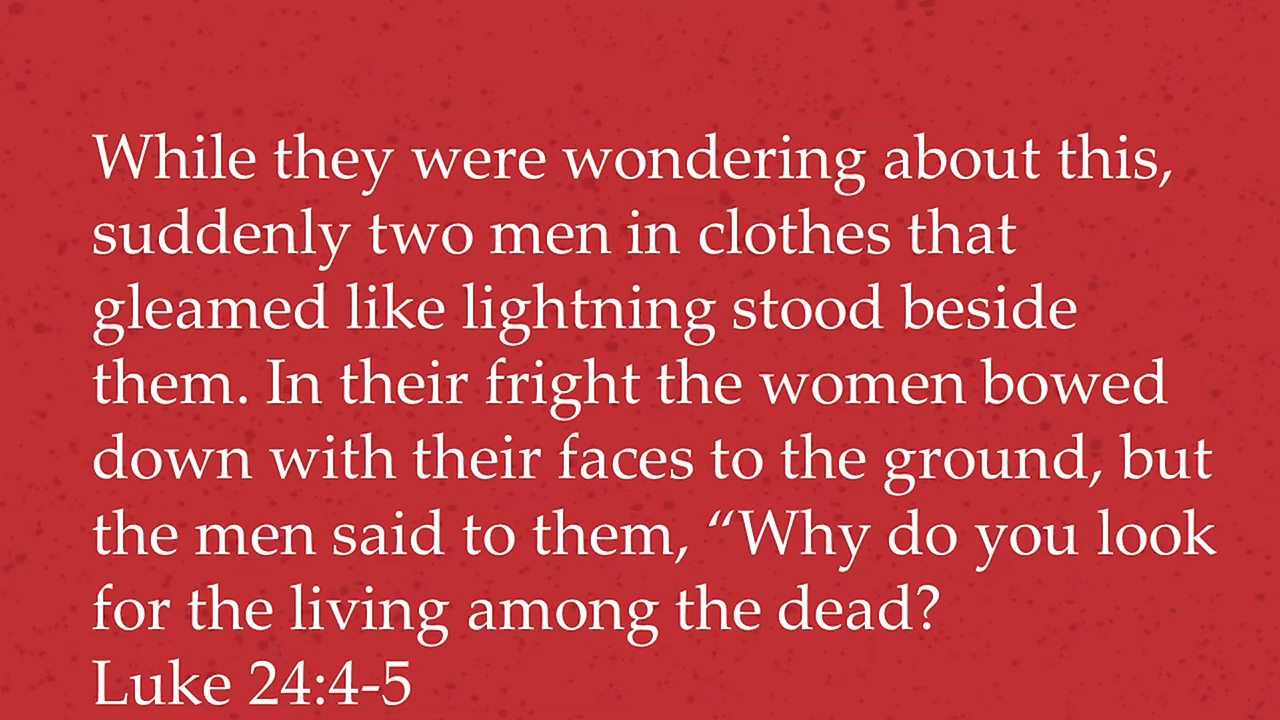 While they were wondering about this,
suddenly two men in clothes that
gleamed like lightning stood beside
them. In their fright the women bowed
down with their faces to the ground, but
the men said to them, “Why do you look
for the living among the dead?
Luke 24:4-5